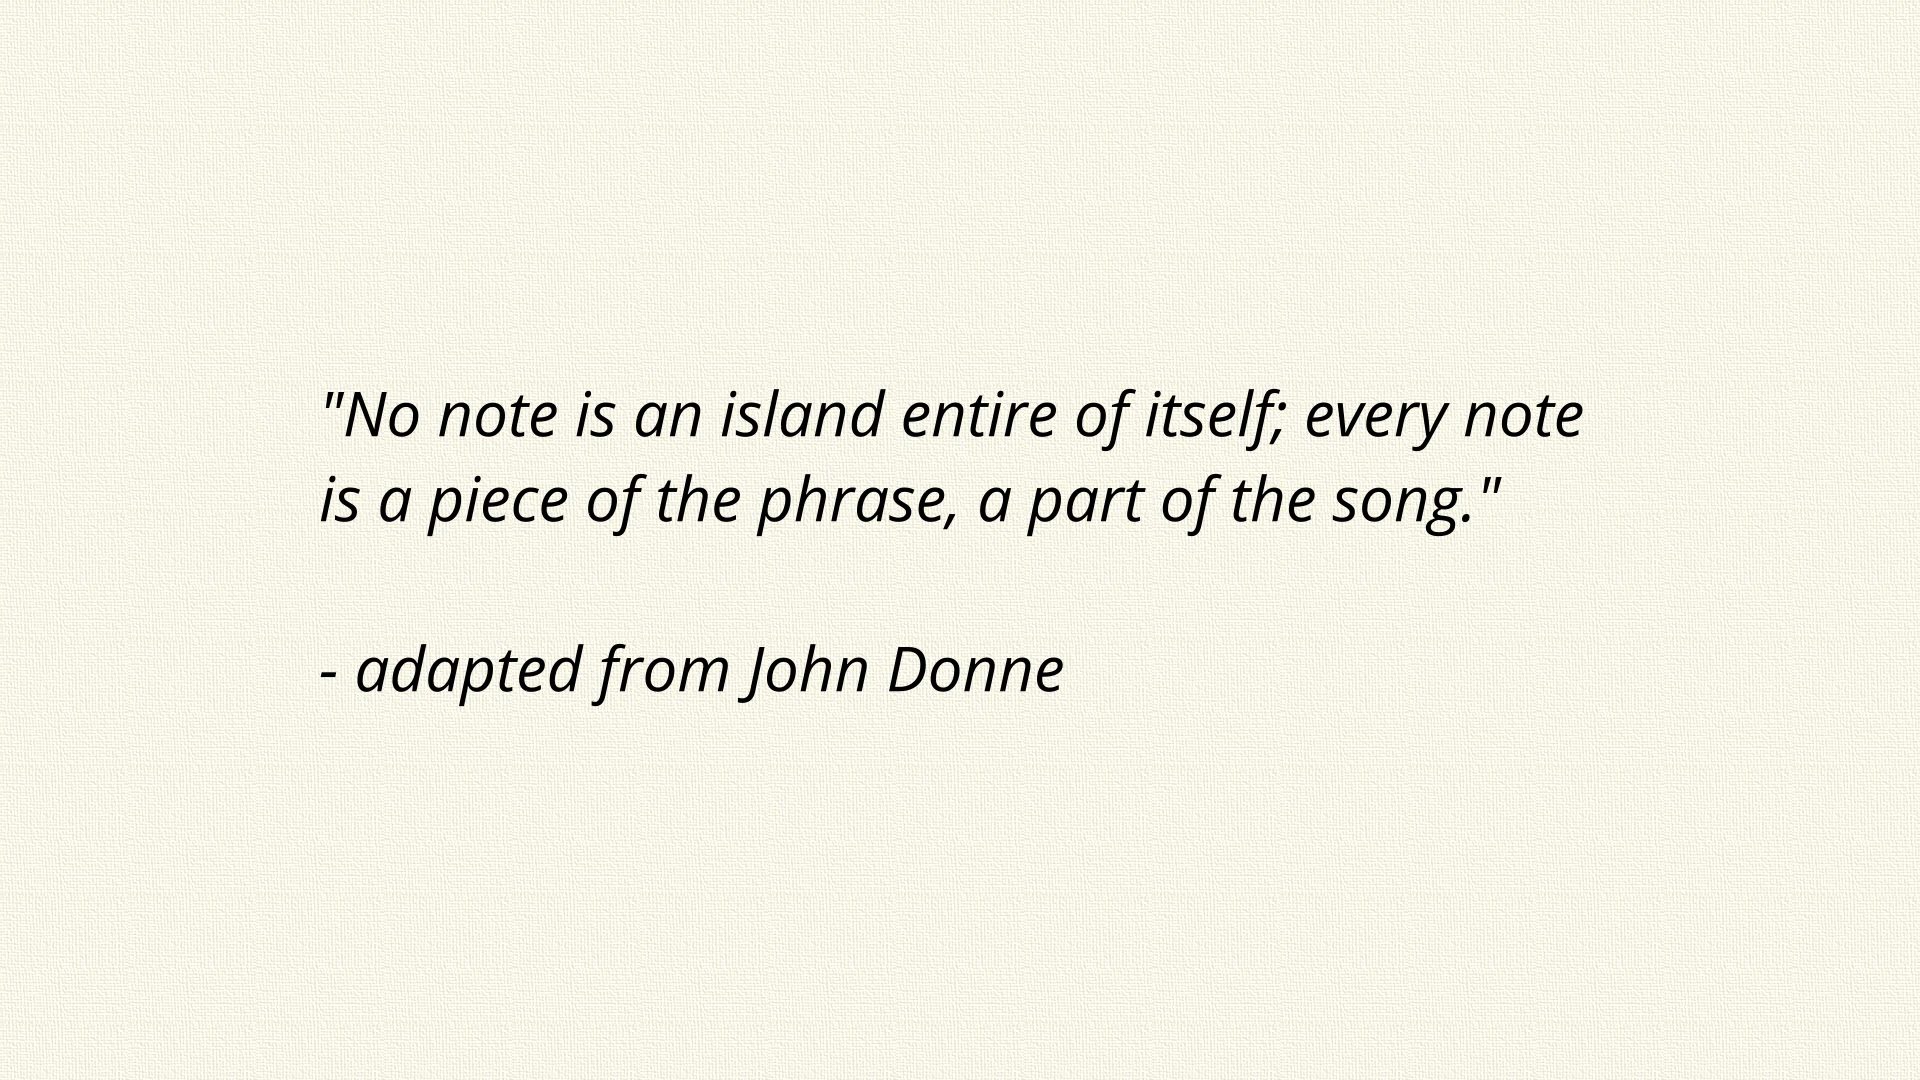 "No note is an island entire of itself; every note
is a piece of the phrase, a part of the song."
- adapted from John Donne